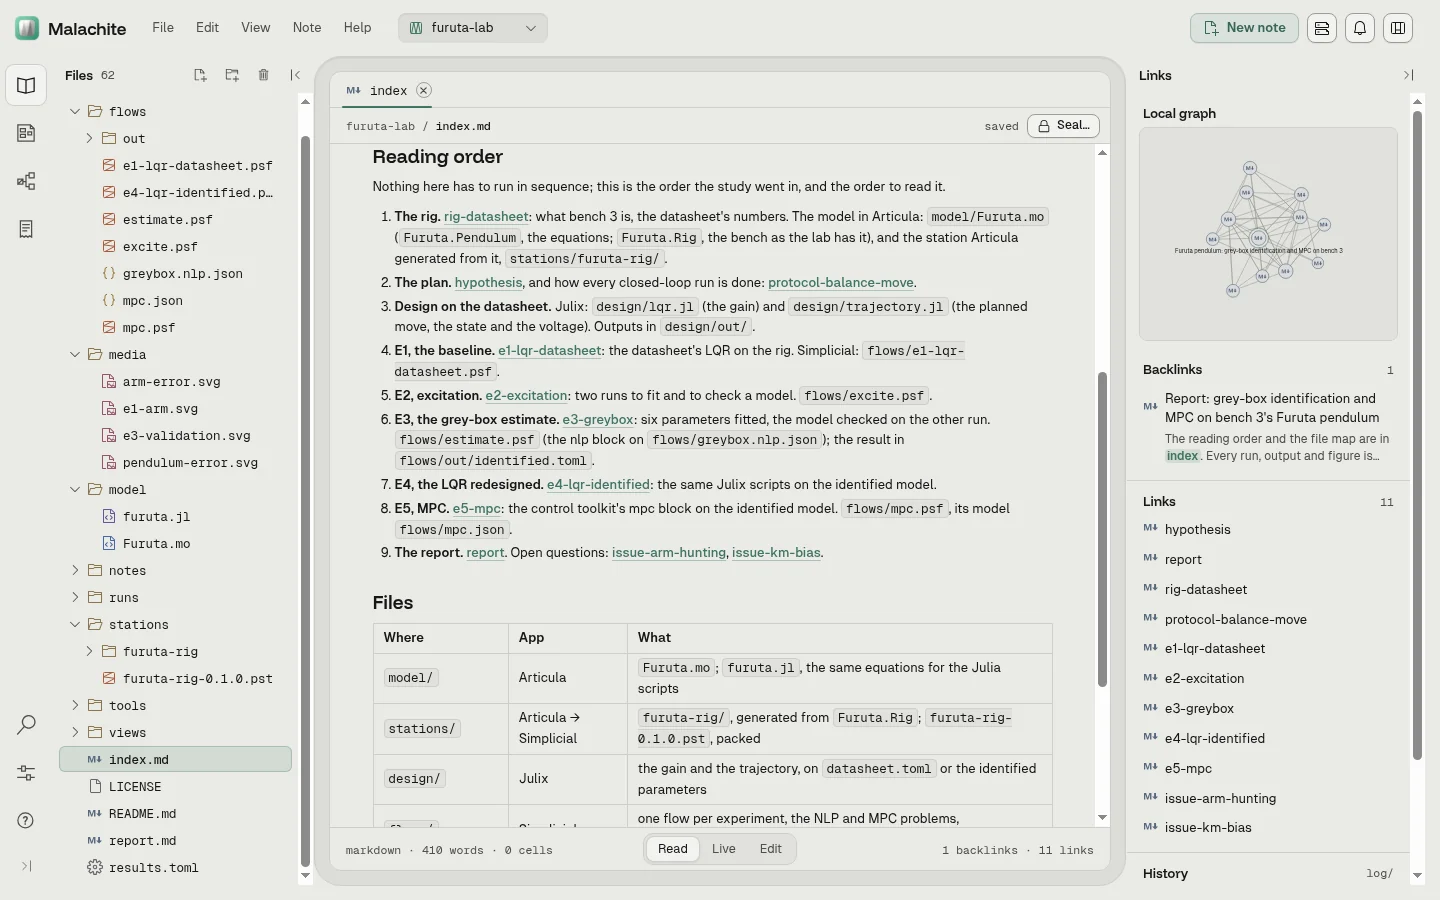 Malachite File Edit View Note Help furuta-lab New note
Files 62
flows
out
e1-lqr-datasheet.psf
e4-lqr-identified.p…
estimate.psf
excite.psf
greybox.nlp.json
mpc.json
mpc.psf
media
arm-error.svg
e1-arm.svg
e3-validation.svg
pendulum-error.svg
model
furuta.jl
Furuta.mo
notes
runs
stations
furuta-rig
furuta-rig-0.1.0.pst
tools
views
index.md
LICENSE
README.md
report.md
results.toml
index
furuta-lab / index.md saved Seal…
Reading order
Nothing here has to run in sequence; this is the order the study went in, and the order to read it.
1. The rig. rig-datasheet: what bench 3 is, the datasheet's numbers. The model in Articula: model/Furuta.mo
(Furuta.Pendulum, the equations; Furuta.Rig, the bench as the lab has it), and the station Articula
generated from it, stations/furuta-rig/.
2. The plan. hypothesis, and how every closed-loop run is done: protocol-balance-move.
3. Design on the datasheet. Julix: design/lqr.jl (the gain) and design/trajectory.jl (the planned
move, the state and the voltage). Outputs in design/out/.
4. E1, the baseline. e1-lqr-datasheet: the datasheet's LQR on the rig. Simplicial: flows/e1-lqr-
datasheet.psf.
5. E2, excitation. e2-excitation: two runs to fit and to check a model. flows/excite.psf.
6. E3, the grey-box estimate. e3-greybox: six parameters fitted, the model checked on the other run.
flows/estimate.psf (the nlp block on flows/greybox.nlp.json); the result in
flows/out/identified.toml.
7. E4, the LQR redesigned. e4-lqr-identified: the same Julix scripts on the identified model.
8. E5, MPC. e5-mpc: the control toolkit's mpc block on the identified model. flows/mpc.psf, its model
flows/mpc.json.
9. The report. report. Open questions: issue-arm-hunting, issue-km-bias.
Files
Where App What
model/ Articula Furuta.mo; furuta.jl, the same equations for the Julia
scripts
stations/ Articula → Simplicial furuta-rig/, generated from Furuta.Rig; furuta-rig-
0.1.0.pst, packed
design/ Julix the gain and the trajectory, on datasheet.toml or the identified
parameters
one flow per experiment, the NLP and MPC problems,
markdown · 410 words · 0 cells Read Live Edit 1 backlinks · 11 links
Links
Local graph
Furuta pendulum: grey-box identification and MPC on bench 3
Backlinks 1
M↓ Report: grey-box identification and
MPC on bench 3's Furuta pendulum
The reading order and the file map are in
index. Every run, output and figure is…
Links 11
M↓ hypothesis
M↓ report
M↓ rig-datasheet
M↓ protocol-balance-move
M↓ e1-lqr-datasheet
M↓ e2-excitation
M↓ e3-greybox
M↓ e4-lqr-identified
M↓ e5-mpc
M↓ issue-arm-hunting
M↓ issue-km-bias
History log/